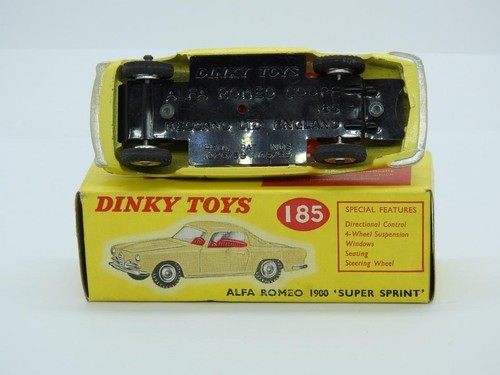 DINKY TOYS
ALFA ROMEO COUPE
185
MECCANO LTD ENGLAND
DINKY TOYS
185
SPECIAL FEATURES
Directional Control
4-Wheel Suspension
Windows
Seating
Steering Wheel
ALFA ROMEO 1900 'SUPER SPRINT'